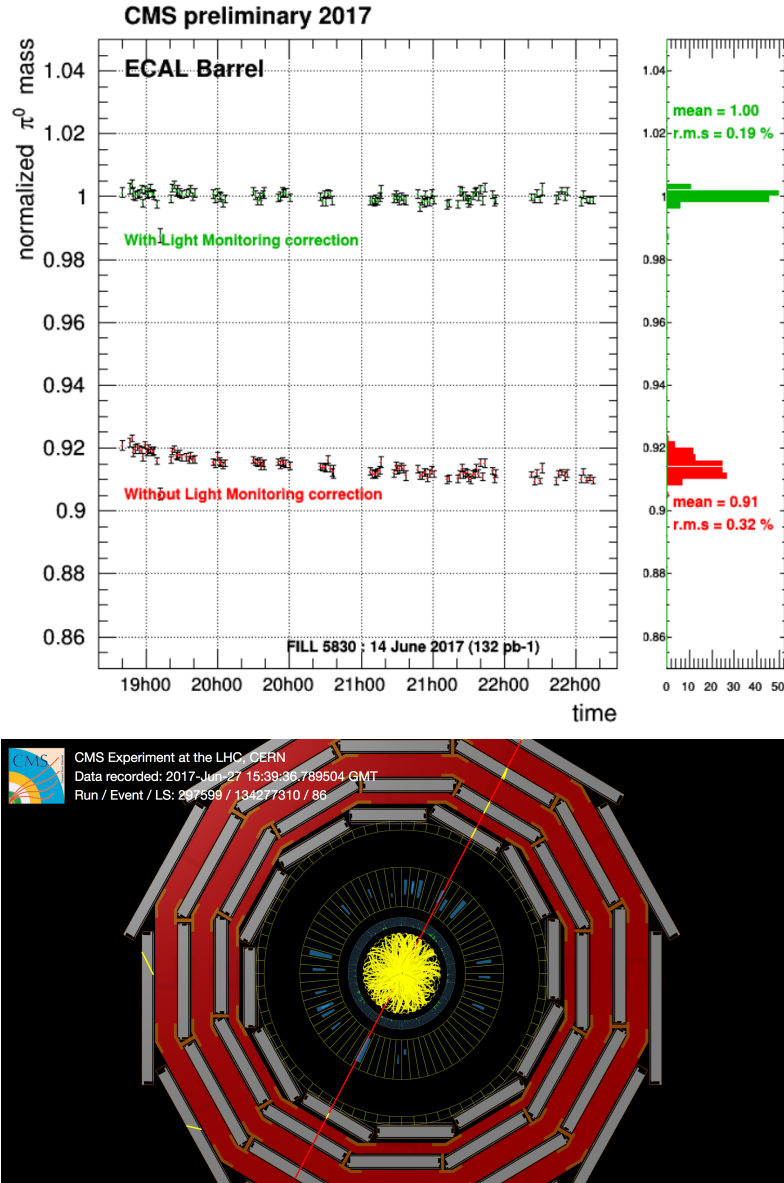 CMS preliminary 2017
ECAL Barrel
normalized π⁰ mass
1.04
1.02
1
0.98
0.96
0.94
0.92
0.9
0.88
0.86
With Light Monitoring correction
Without Light Monitoring correction
FILL 5830 : 14 June 2017 (132 pb-1)
19h00 20h00 20h00 21h00 21h00 22h00 22h00
time
1.04
mean = 1.00
1.02
r.m.s = 0.19 %
1
0.98
0.96
0.94
0.92
0.9
mean = 0.91
r.m.s = 0.32 %
0.88
0.86
0 10 20 30 40 50
CMS
CMS Experiment at the LHC, CERN
Data recorded: 2017-Jun-27 15:39:36.789504 GMT
Run / Event / LS: 297599 / 134277310 / 86